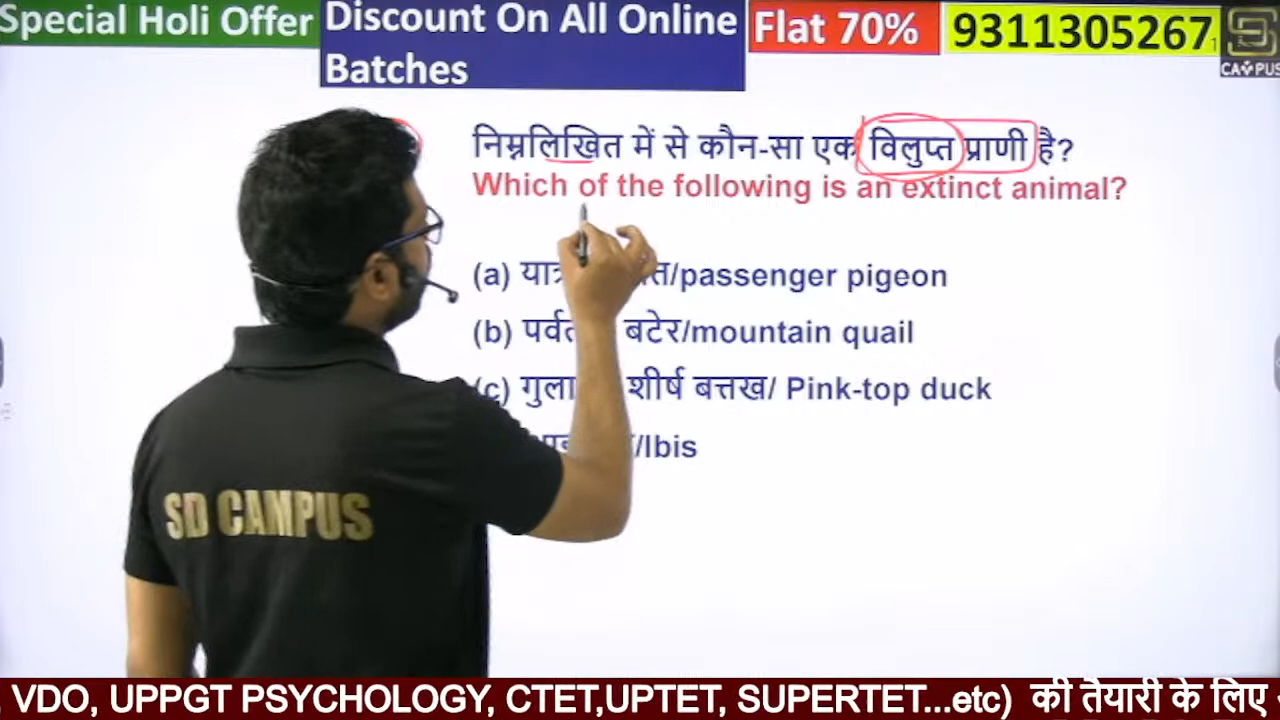 Special Holi Offer
Discount On All Online
Batches
Flat 70%
9311305267
CAMPUS
निम्नलिखित में से कौन-सा एक विलुप्त प्राणी है?
Which of the following is an extinct animal?
(a) /passenger pigeon
(b) बटेर/mountain quail
(c) शीर्ष बत्तख/ Pink-top duck
/Ibis
SD CAMPUS
VDO, UPPGT PSYCHOLOGY, CTET,UPTET, SUPERTET...etc) की तैयारी के लिए